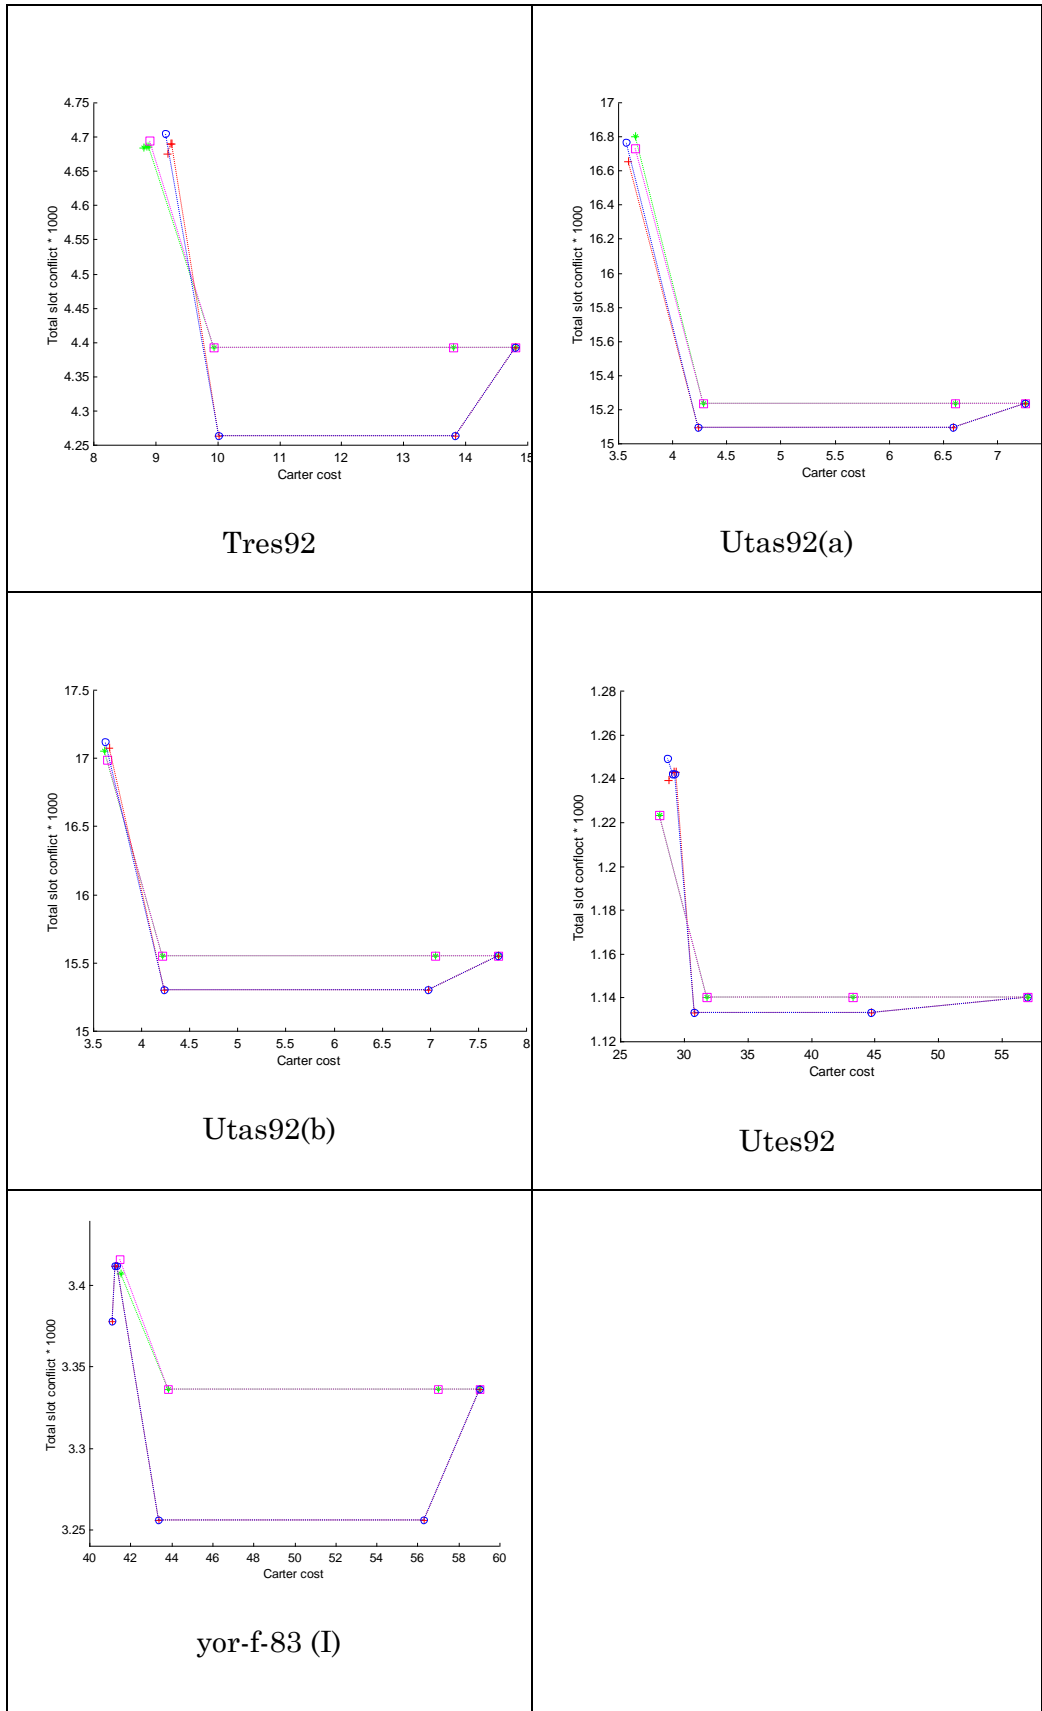 4.75
4.7
4.65
4.6
4.55
4.5
4.45
4.4
4.35
4.3
4.25
Total slot conflict * 1000
8 9 10 11 12 13 14 15
Carter cost
Tres92
17
16.8
16.6
16.4
16.2
16
15.8
15.6
15.4
15.2
15
Total slot conflict * 1000
3.5 4 4.5 5 5.5 6 6.5 7
Carter cost
Utas92(a)
17.5
17
16.5
16
15.5
15
Total slot conflict * 1000
3.5 4 4.5 5 5.5 6 6.5 7 7.5 8
Carter cost
Utas92(b)
1.28
1.26
1.24
1.22
1.2
1.18
1.16
1.14
1.12
Total slot confloct * 1000
25 30 35 40 45 50 55
Carter cost
Utes92
3.4
3.35
3.3
3.25
Total slot conflict * 1000
40 42 44 46 48 50 52 54 56 58 60
Carter cost
yor-f-83 (I)